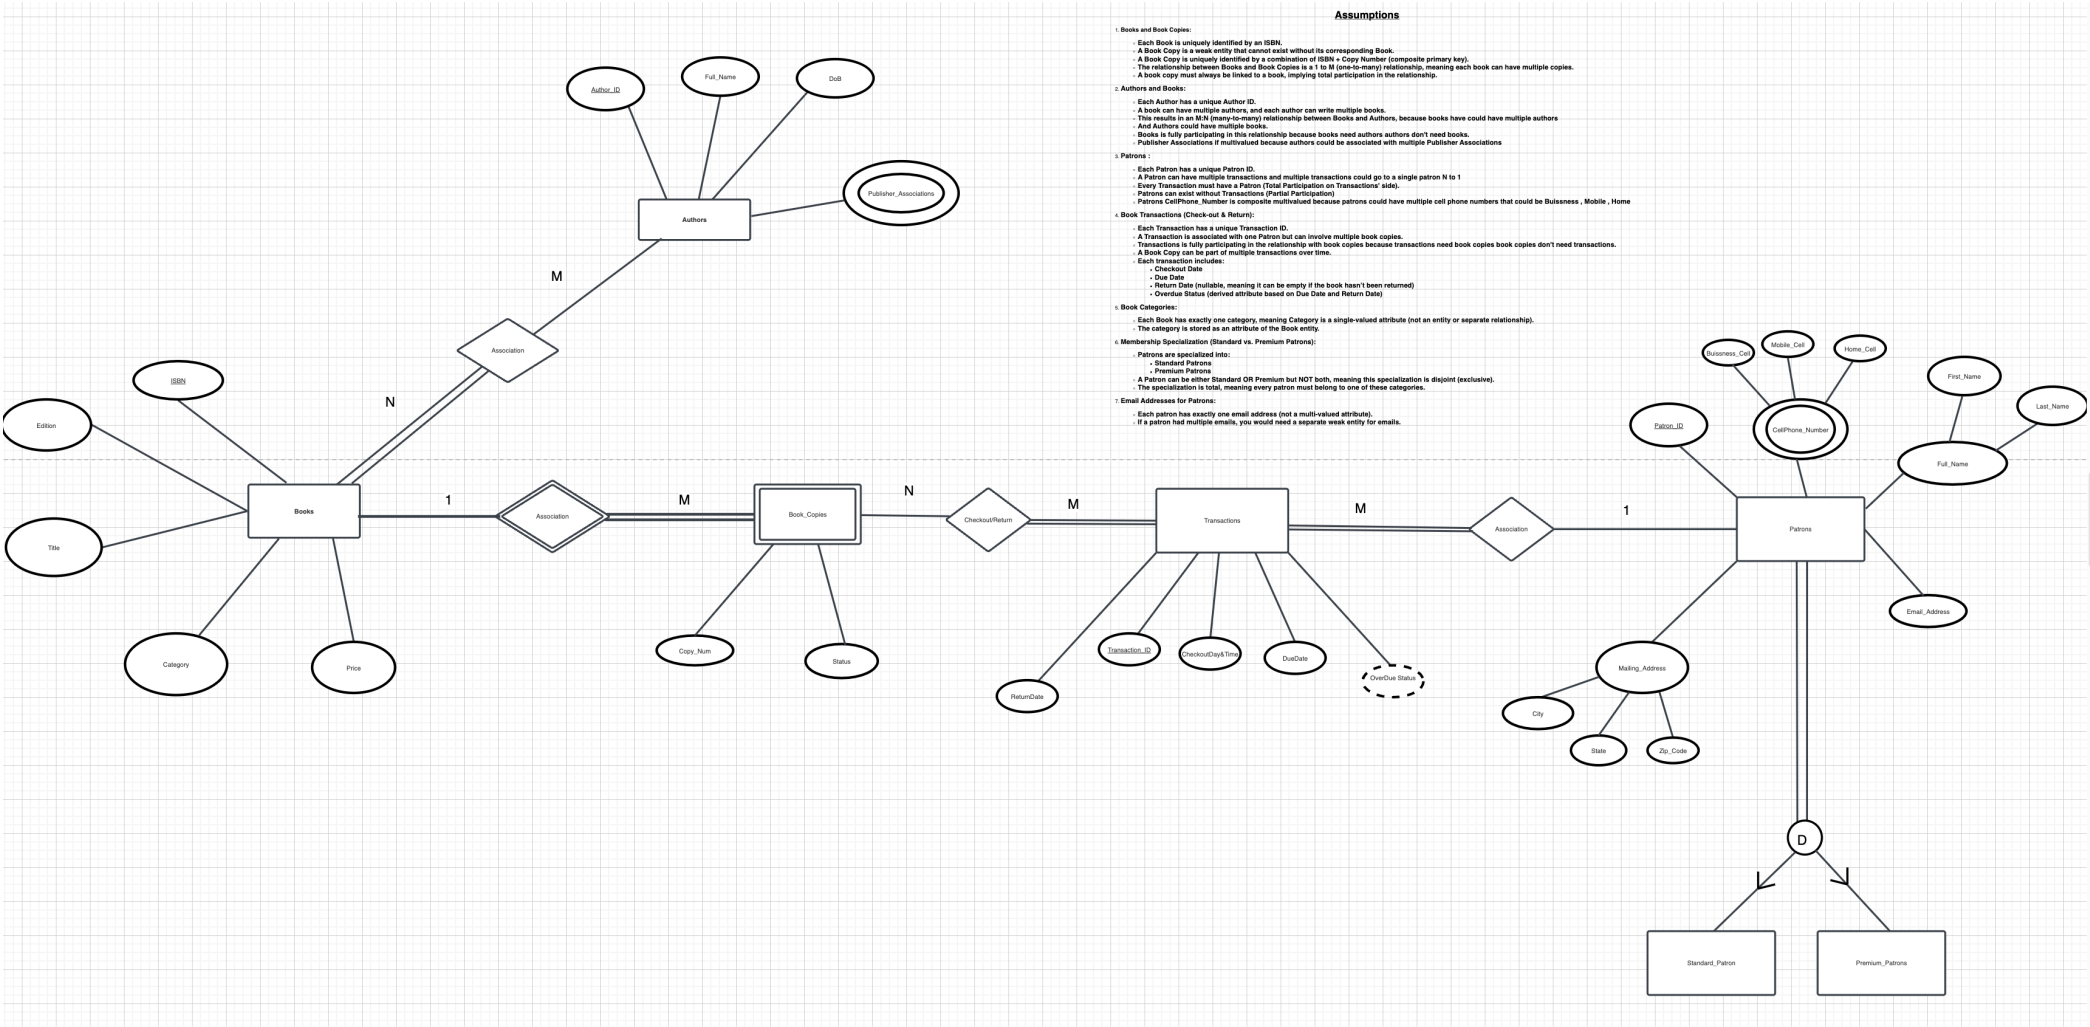 Assumptions
1. Books and Book Copies:
◦ Each Book is uniquely identified by an ISBN.
◦ A Book Copy is a weak entity that cannot exist without its corresponding Book.
◦ A Book Copy is uniquely identified by a combination of ISBN + Copy Number (composite primary key).
◦ The relationship between Books and Book Copies is a 1 to M (one-to-many) relationship, meaning each book can have multiple copies.
◦ A book copy must always be linked to a book, implying total participation in the relationship.
2. Authors and Books:
◦ Each Author has a unique Author ID.
◦ A book can have multiple authors, and each author can write multiple books.
◦ This results in an M:N (many-to-many) relationship between Books and Authors, because books have could have multiple authors
◦ And Authors could have multiple books.
◦ Books is fully participating in this relationship because books need authors authors don't need books.
◦ Publisher Associations if multivalued because authors could be associated with multiple Publisher Associations
3. Patrons :
◦ Each Patron has a unique Patron ID.
◦ A Patron can have multiple transactions and multiple transactions could go to a single patron N to 1
◦ Every Transaction must have a Patron (Total Participation on Transactions' side).
◦ Patrons can exist without Transactions (Partial Participation)
◦ Patrons CellPhone_Number is composite multivalued because patrons could have multiple cell phone numbers that could be Buissness , Mobile , Home
4. Book Transactions (Check-out & Return):
◦ Each Transaction has a unique Transaction ID.
◦ A Transaction is associated with one Patron but can involve multiple book copies.
◦ Transactions is fully participating in the relationship with book copies because transactions need book copies book copies don't need transactions.
◦ A Book Copy can be part of multiple transactions over time.
◦ Each transaction includes:
▪ Checkout Date
▪ Due Date
▪ Return Date (nullable, meaning it can be empty if the book hasn't been returned)
▪ Overdue Status (derived attribute based on Due Date and Return Date)
5. Book Categories:
◦ Each Book has exactly one category, meaning Category is a single-valued attribute (not an entity or separate relationship).
◦ The category is stored as an attribute of the Book entity.
6. Membership Specialization (Standard vs. Premium Patrons):
◦ Patrons are specialized into:
▪ Standard Patrons
▪ Premium Patrons
◦ A Patron can be either Standard OR Premium but NOT both, meaning this specialization is disjoint (exclusive).
◦ The specialization is total, meaning every patron must belong to one of these categories.
7. Email Addresses for Patrons:
◦ Each patron has exactly one email address (not a multi-valued attribute).
◦ If a patron had multiple emails, you would need a separate weak entity for emails.
Author_ID
Full_Name
DoB
Publisher_Associations
Authors
M
Association
N
ISBN
Edition
Title
Books
Category
Price
1
Association
M
Book_Copies
Copy_Num
Status
N
Checkout/Return
M
Transactions
ReturnDate
Transaction_ID
CheckoutDay&Time
DueDate
OverDue Status
M
Association
1
Patrons
Patron_ID
Buissness_Cell
Mobile_Cell
Home_Cell
CellPhone_Number
First_Name
Last_Name
Full_Name
Email_Address
Mailing_Address
City
State
Zip_Code
D
Standard_Patron
Premium_Patrons